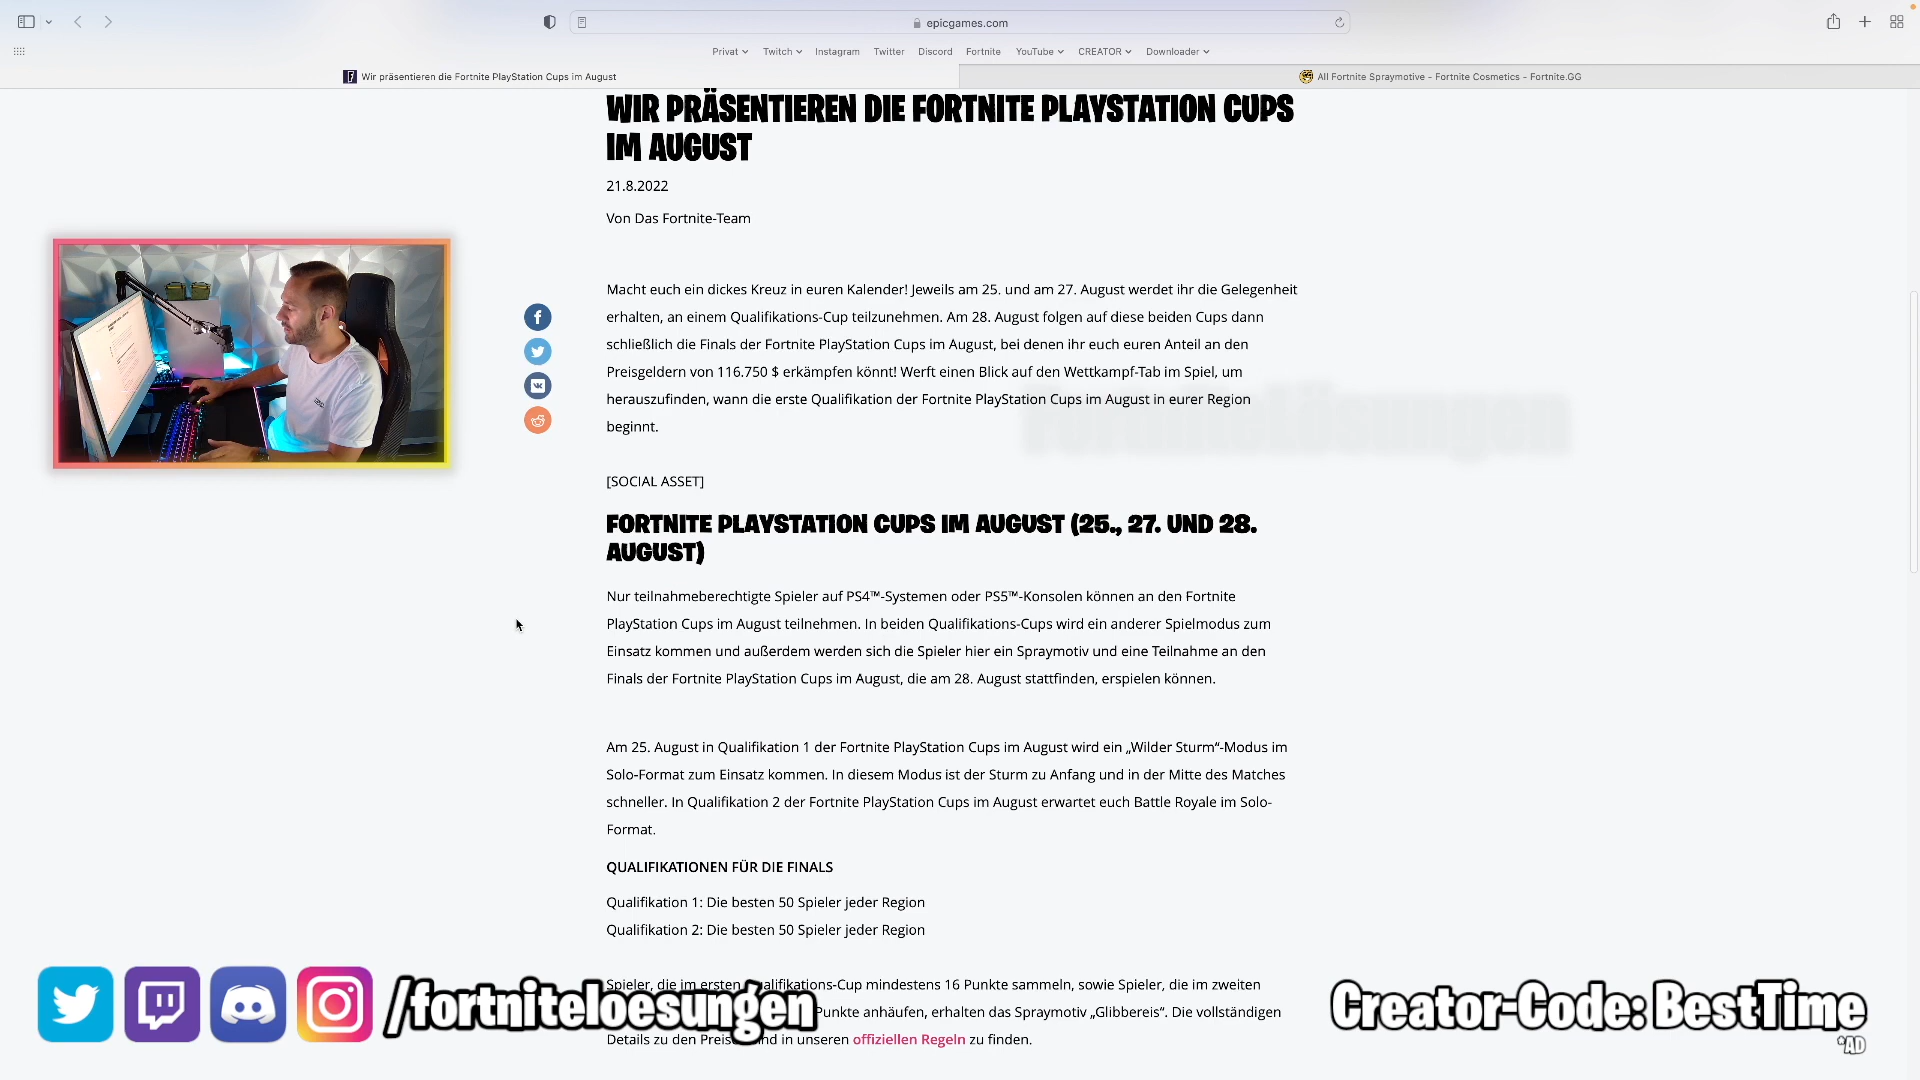 epicgames.com
Privat Twitch Instagram Twitter Discord Fortnite YouTube CREATOR Downloader
Wir präsentieren die Fortnite PlayStation Cups im August
All Fortnite Spraymotive - Fortnite Cosmetics - Fortnite.GG
WIR PRÄSENTIEREN DIE FORTNITE PLAYSTATION CUPS
IM AUGUST
21.8.2022
Von Das Fortnite-Team
Macht euch ein dickes Kreuz in euren Kalender! Jeweils am 25. und am 27. August werdet ihr die Gelegenheit
erhalten, an einem Qualifikations-Cup teilzunehmen. Am 28. August folgen auf diese beiden Cups dann
schließlich die Finals der Fortnite PlayStation Cups im August, bei denen ihr euch euren Anteil an den
Preisgeldern von 116.750 $ erkämpfen könnt! Werft einen Blick auf den Wettkampf-Tab im Spiel, um
herauszufinden, wann die erste Qualifikation der Fortnite PlayStation Cups im August in eurer Region
beginnt.
fortnitelösungen
[SOCIAL ASSET]
FORTNITE PLAYSTATION CUPS IM AUGUST (25., 27. UND 28.
AUGUST)
Nur teilnahmeberechtigte Spieler auf PS4™-Systemen oder PS5™-Konsolen können an den Fortnite
PlayStation Cups im August teilnehmen. In beiden Qualifikations-Cups wird ein anderer Spielmodus zum
Einsatz kommen und außerdem werden sich die Spieler hier ein Spraymotiv und eine Teilnahme an den
Finals der Fortnite PlayStation Cups im August, die am 28. August stattfinden, erspielen können.
Am 25. August in Qualifikation 1 der Fortnite PlayStation Cups im August wird ein „Wilder Sturm“-Modus im
Solo-Format zum Einsatz kommen. In diesem Modus ist der Sturm zu Anfang und in der Mitte des Matches
schneller. In Qualifikation 2 der Fortnite PlayStation Cups im August erwartet euch Battle Royale im Solo-
Format.
QUALIFIKATIONEN FÜR DIE FINALS
Qualifikation 1: Die besten 50 Spieler jeder Region
Qualifikation 2: Die besten 50 Spieler jeder Region
Spieler, die im ersten Qualifikations-Cup mindestens 16 Punkte sammeln, sowie Spieler, die im zweiten
Punkte anhäufen, erhalten das Spraymotiv „Glibbereis“. Die vollständigen
Details zu den Preisen sind in unseren offiziellen Regeln zu finden.
/fortniteloesungen
Creator-Code: BestTime
*AD